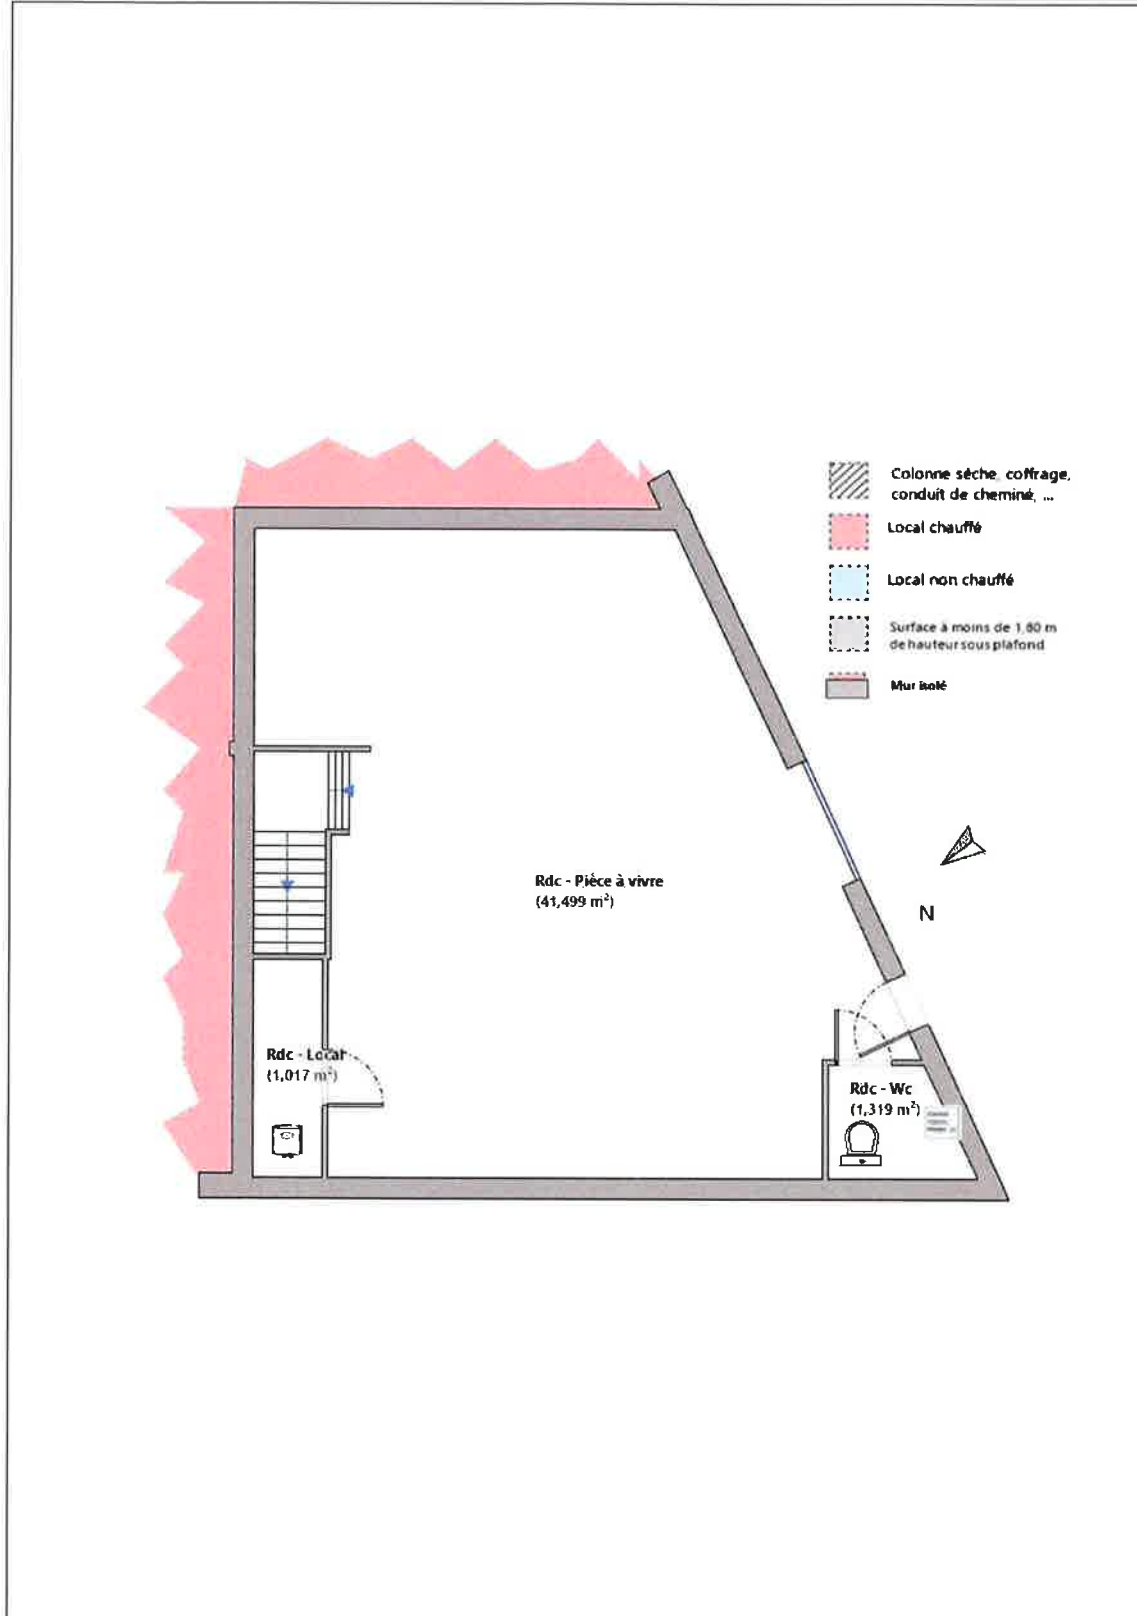 Colonne sèche, coffrage,
conduit de cheminé, ...
Local chauffé
Local non chauffé
Surface à moins de 1,80 m
de hauteur sous plafond
Mur isolé
Rdc - Pièce à vivre
(41,499 m²)
N
Rdc - Local
(1,017 m²)
Rdc - Wc
(1,319 m²)